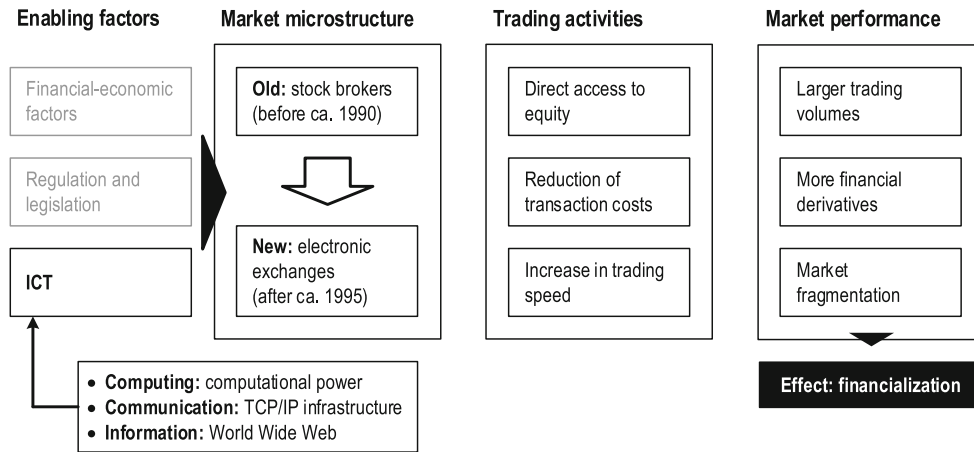 Enabling factors
Financial-economic
factors
Regulation and
legislation
ICT
Market microstructure
Old: stock brokers
(before ca. 1990)
New: electronic
exchanges
(after ca. 1995)
Trading activities
Direct access to
equity
Reduction of
transaction costs
Increase in trading
speed
Market performance
Larger trading
volumes
More financial
derivatives
Market
fragmentation
Effect: financialization
• Computing: computational power
• Communication: TCP/IP infrastructure
• Information: World Wide Web